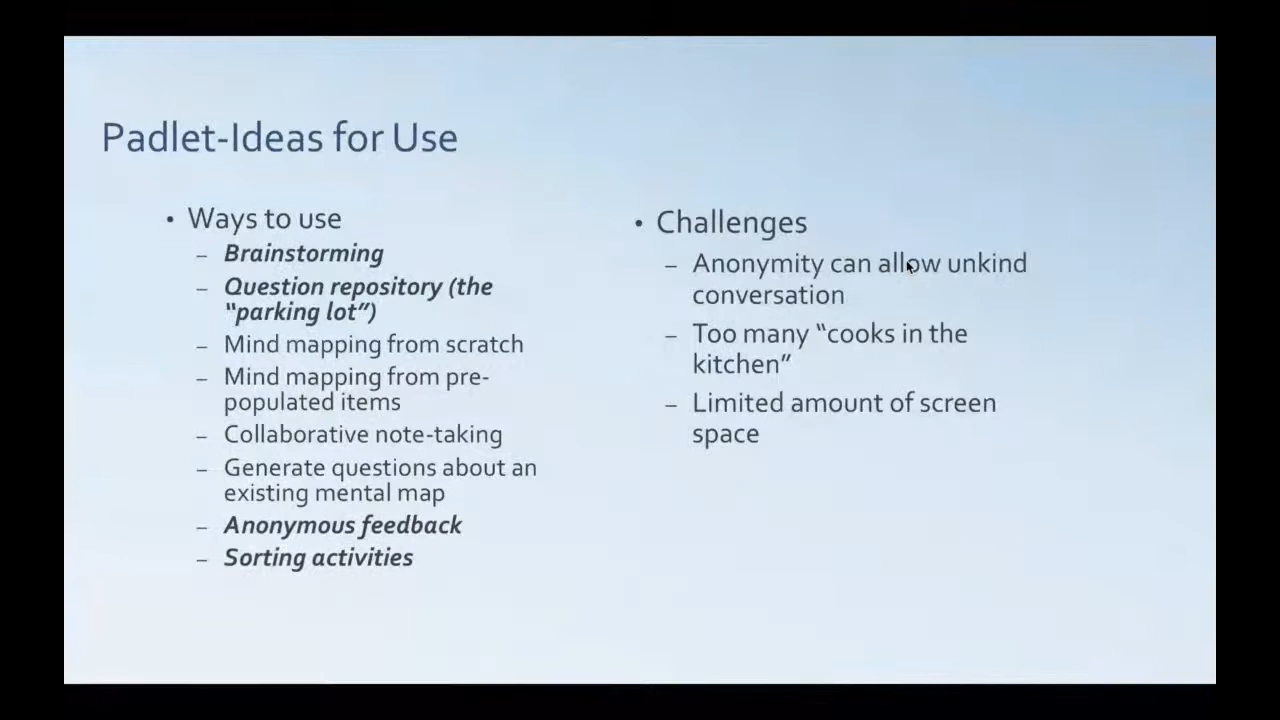 Padlet-Ideas for Use
• Ways to use
– Brainstorming
– Question repository (the
“parking lot”)
– Mind mapping from scratch
– Mind mapping from pre-
populated items
– Collaborative note-taking
– Generate questions about an
existing mental map
– Anonymous feedback
– Sorting activities
• Challenges
– Anonymity can allow unkind
conversation
– Too many “cooks in the
kitchen”
– Limited amount of screen
space